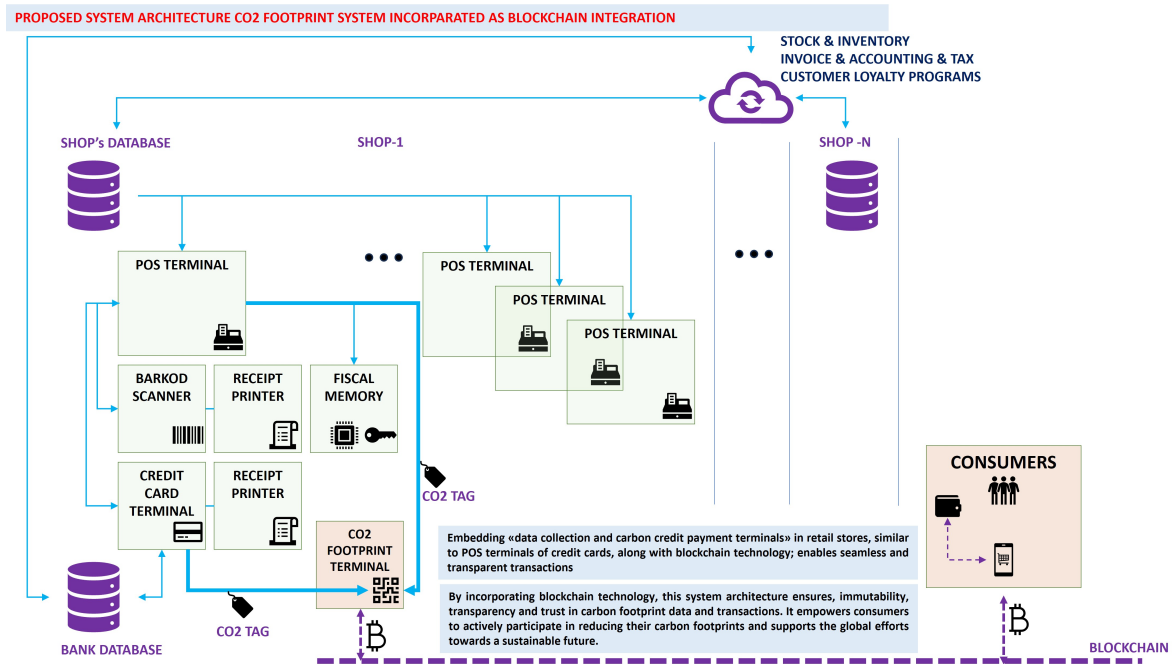 PROPOSED SYSTEM ARCHITECTURE CO2 FOOTPRINT SYSTEM INCORPARATED AS BLOCKCHAIN INTEGRATION
STOCK & INVENTORY
INVOICE & ACCOUNTING & TAX
CUSTOMER LOYALTY PROGRAMS
SHOP's DATABASE
SHOP-1
SHOP -N
POS TERMINAL
POS TERMINAL
POS TERMINAL
POS TERMINAL
BARKOD
SCANNER
RECEIPT
PRINTER
FISCAL
MEMORY
CREDIT
CARD
TERMINAL
RECEIPT
PRINTER
CO2 TAG
CO2
FOOTPRINT
TERMINAL
CO2 TAG
BANK DATABASE
Embedding «data collection and carbon credit payment terminals» in retail stores, similar
to POS terminals of credit cards, along with blockchain technology; enables seamless and
transparent transactions
By incorporating blockchain technology, this system architecture ensures, immutability,
transparency and trust in carbon footprint data and transactions. It empowers consumers
to actively participate in reducing their carbon footprints and supports the global efforts
towards a sustainable future.
CONSUMERS
BLOCKCHAIN